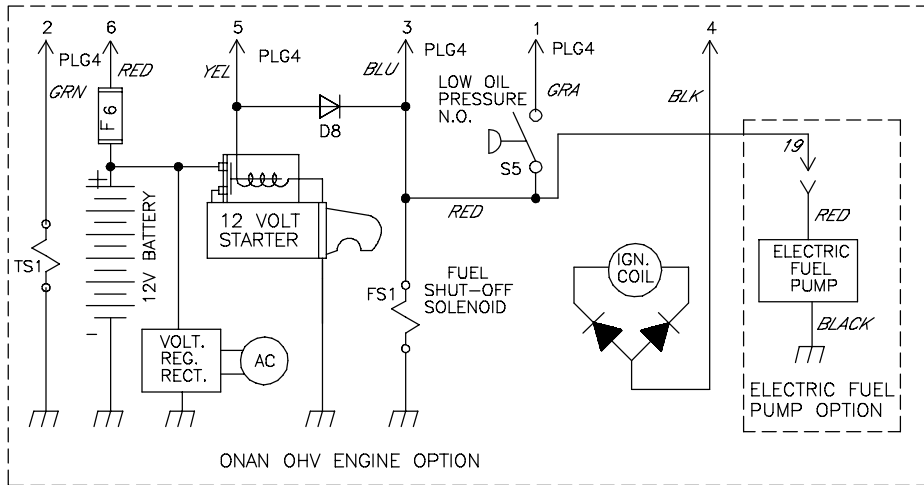 2 6 5 3 1 4
PLG4 PLG4 PLG4 PLG4
RED
GRN
YEL
BLU
GRA
BLK
LOW OIL
PRESSURE
N.O.
F6
D8
S5
19
+
12V BATTERY
-
12 VOLT
STARTER
RED
RED
TS1
FS1
FUEL
SHUT-OFF
SOLENOID
IGN.
COIL
ELECTRIC
FUEL
PUMP
BLACK
VOLT.
REG.
RECT.
AC
ELECTRIC FUEL
PUMP OPTION
ONAN OHV ENGINE OPTION